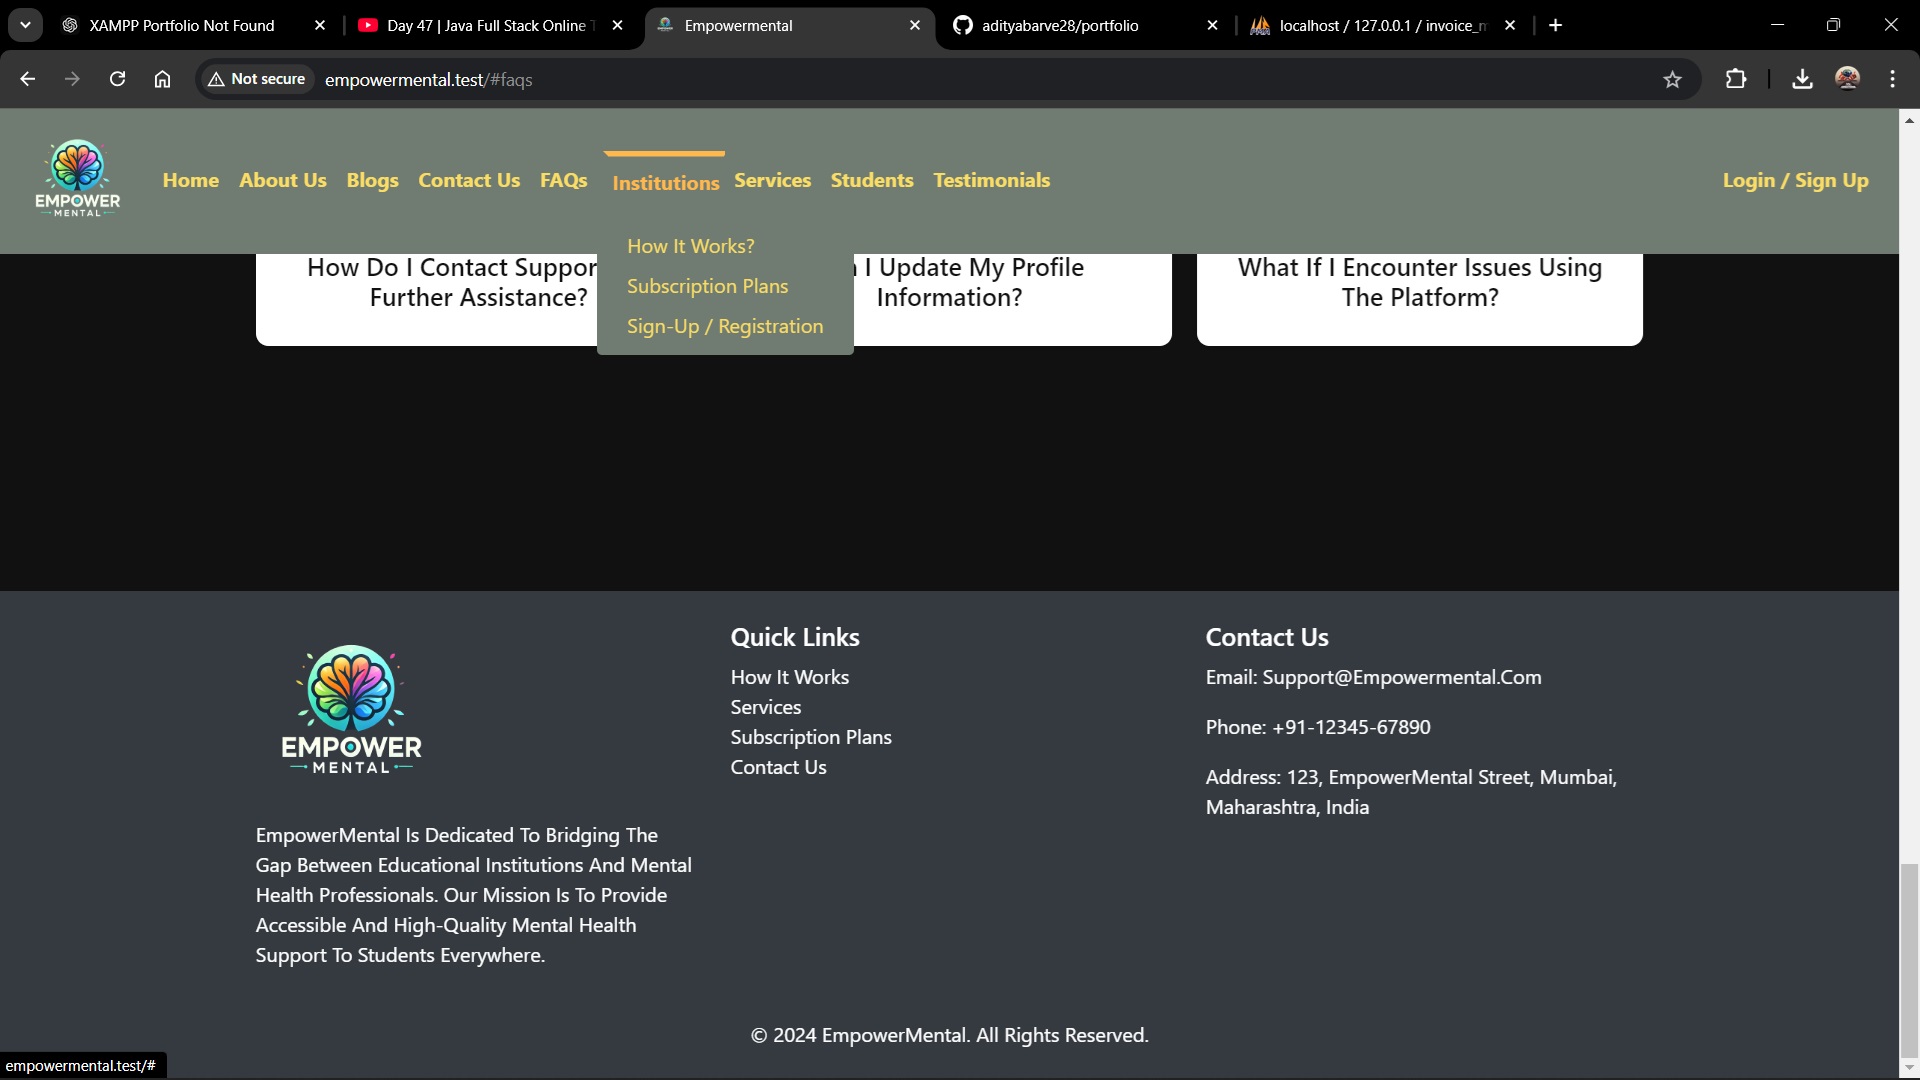 XAMPP Portfolio Not Found
Day 47 | Java Full Stack Online
Empowermental
adityabarve28/portfolio
localhost / 127.0.0.1 / invoice_
Not secure
empowermental.test/#faqs
EMPOWER
MENTAL
Home
About Us
Blogs
Contact Us
FAQs
Institutions
Services
Students
Testimonials
Login / Sign Up
How It Works?
Subscription Plans
Sign-Up / Registration
How Do I Contact Suppor
Further Assistance?
I Update My Profile
Information?
What If I Encounter Issues Using
The Platform?
EMPOWER
MENTAL
EmpowerMental Is Dedicated To Bridging The
Gap Between Educational Institutions And Mental
Health Professionals. Our Mission Is To Provide
Accessible And High-Quality Mental Health
Support To Students Everywhere.
Quick Links
How It Works
Services
Subscription Plans
Contact Us
Contact Us
Email: Support@Empowermental.Com
Phone: +91-12345-67890
Address: 123, EmpowerMental Street, Mumbai,
Maharashtra, India
© 2024 EmpowerMental. All Rights Reserved.
empowermental.test/#